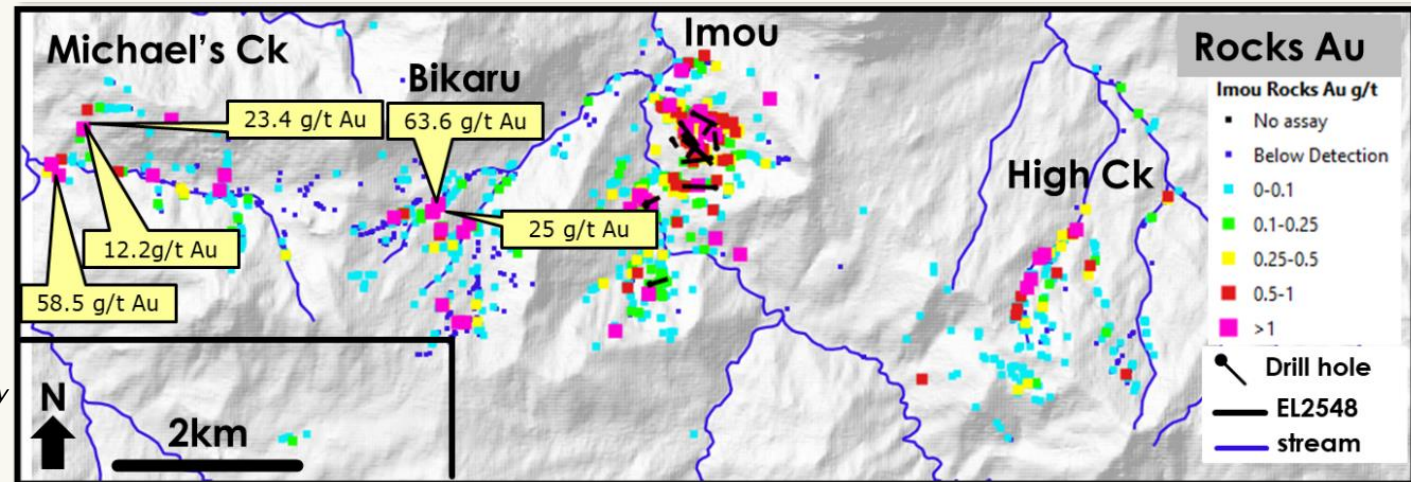 Michael's Ck
Bikaru
Imou
High Ck
23.4 g/t Au
63.6 g/t Au
25 g/t Au
12.2g/t Au
58.5 g/t Au
N
2km
Rocks Au
Imou Rocks Au g/t
No assay
Below Detection
0-0.1
0.1-0.25
0.25-0.5
0.5-1
>1
Drill hole
EL2548
stream
y